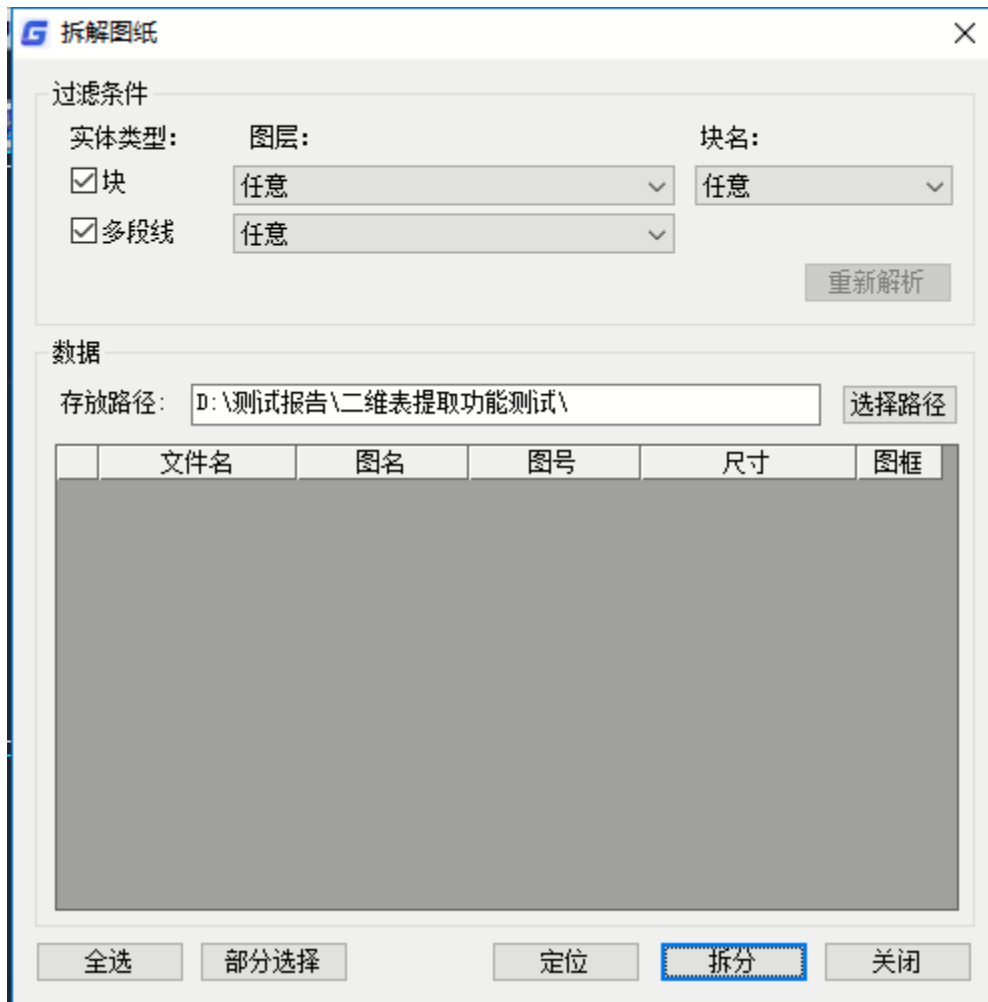 拆解图纸
过滤条件
实体类型: 图层: 块名:
块 任意 任意
多段线 任意
重新解析
数据
存放路径: D:\测试报告\二维表提取功能测试\ 选择路径
文件名 图名 图号 尺寸 图框
全选 部分选择 定位 拆分 关闭